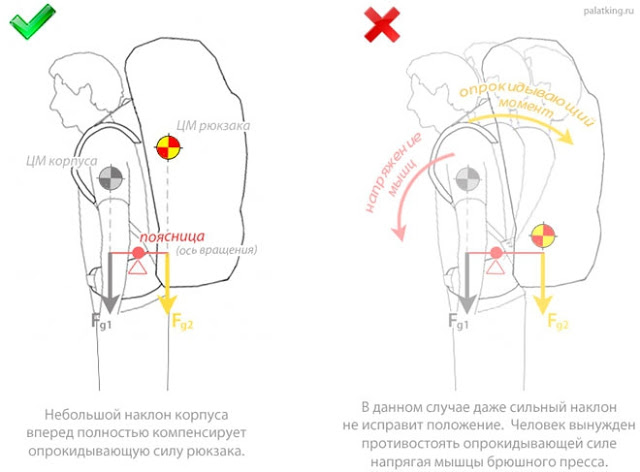 palatking.ru
ЦМ рюкзака
ЦМ корпуса
поясница
(ось вращения)
Fg1
Fg2
Небольшой наклон корпуса
вперед полностью компенсирует
опрокидывающую силу рюкзака.
опрокидывающий
момент
напряжение
мышц
Fg1
Fg2
В данном случае даже сильный наклон
не исправит положение. Человек вынужден
противостоять опрокидывающей силе
напрягая мышцы брюшного пресса.